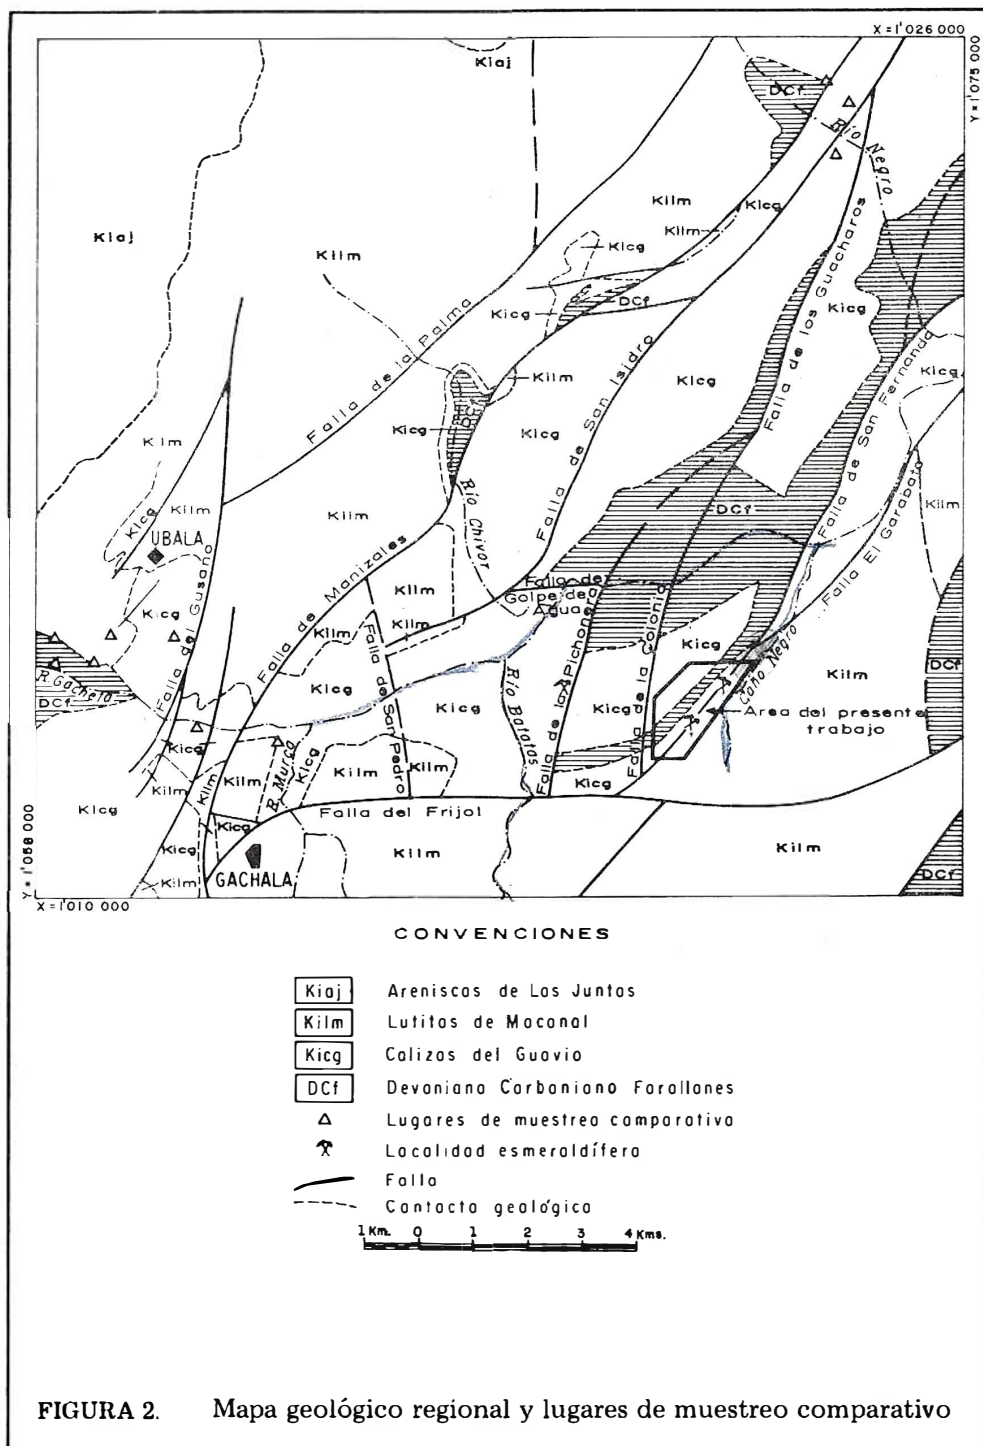 X = 1'026 000
Y = 1'075 000
Kiaj
DCf
Río Negro
Kiaj
Kilm
Kilm
Kicg
Kilm
Kicg
DCf
Kicg
Falla de la Palma
Kilm
Kicg
DCf
Falla de San Isidro
Kicg
Kicg
Falla de los Guacharos
Kicg
Falla de San Fernando
Kicg
Kilm
Kicg
Kilm
UBALA
Kilm
Río Chivor
DCf
Kilm
Falla El Garabato
Kicg
Falla del Gusano
Falla de Manizales
Kilm
Kilm
Kilm
Falla de
Golpe de
Agua
Falla de la Pichonera
Falla de la Colonia
Kicg
Caño Negro
Kilm
DCf
R. Gacheta
DCf
Kicg
Falla de San Pedro
Kicg
Río Batatas
Kicg
Area del presente
trabajo
Kicg
Kilm
Kilm
Kilm
R. Murca
Kicg
Kilm
Kilm
Kicg
Kicg
Kicg
Falla del Frijol
Kicg
Kilm
GACHALA
Kilm
Kilm
DCf
Y = 1'058 000
X = 1'010 000
CONVENCIONES
Kiaj Areniscas de Las Juntas
Kilm Lutitas de Macanal
Kicg Calizas del Guavio
DCf Devoniano Carboniano Farallones
Lugares de muestreo comparativo
Localidad esmeraldífera
Falla
Contacto geológico
1 Km. 0 1 2 3 4 Kms.
FIGURA 2. Mapa geológico regional y lugares de muestreo comparativo